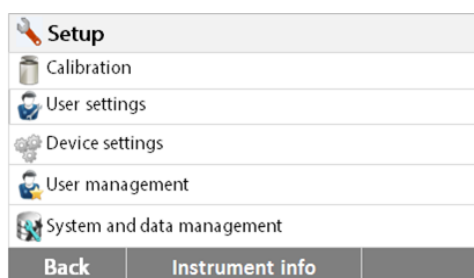 Setup
Calibration
User settings
Device settings
User management
System and data management
Back Instrument info